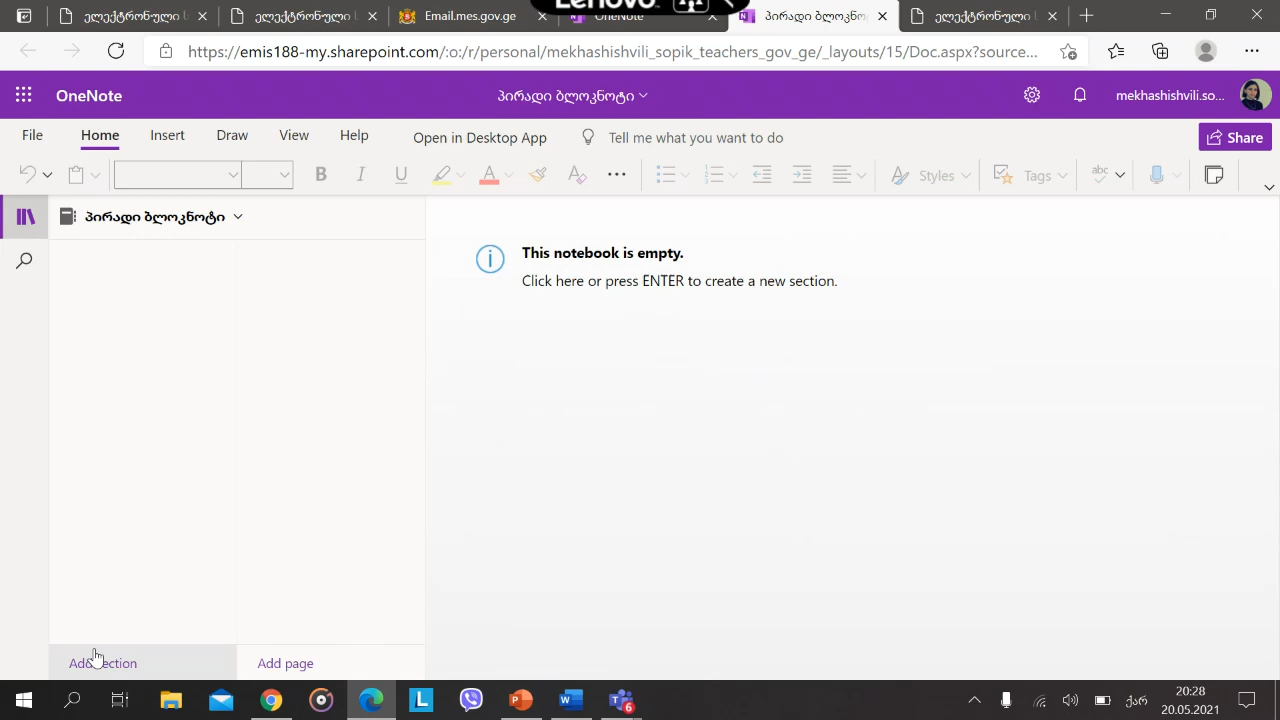 ელექტრონული
ელექტრონული
Email.mes.gov.ge
Lenovo
OneNote
პირადი ბლოკნო
ელექტრონული
https://emis188-my.sharepoint.com/:o:/r/personal/mekhashishvili_sopik_teachers_gov_ge/_layouts/15/Doc.aspx?source...
OneNote
პირადი ბლოკნოტი
mekhashishvili.so...
File Home Insert Draw View Help Open in Desktop App Tell me what you want to do Share
B I U A Styles Tags abc
პირადი ბლოკნოტი
This notebook is empty.
Click here or press ENTER to create a new section.
Add section
Add page
L W P 6
ქარ
20:28
20.05.2021